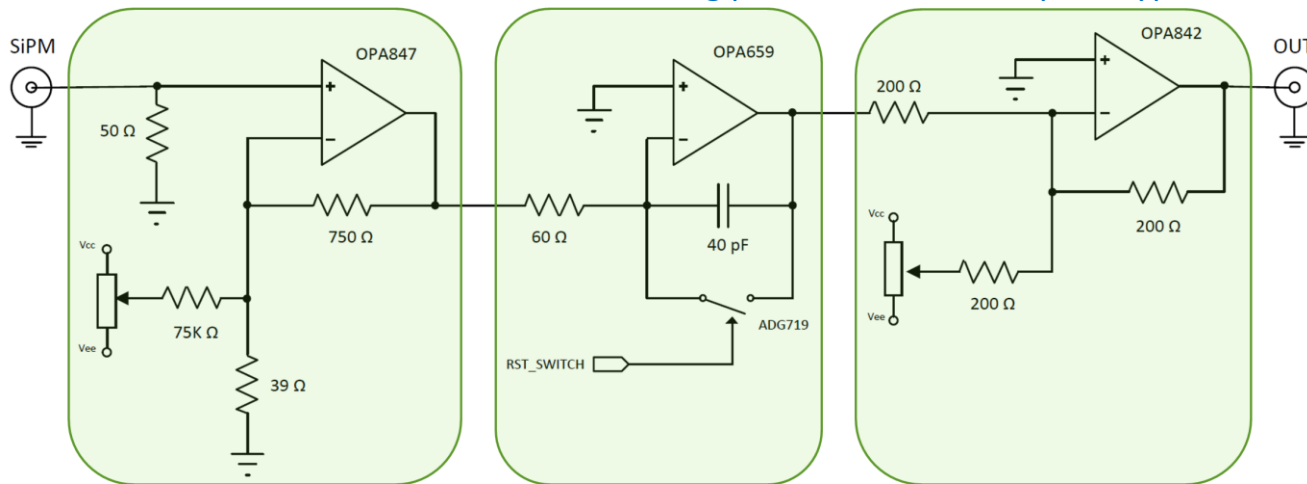 SiPM
OPA847
50 Ω
750 Ω
Vcc
75K Ω
Vee
39 Ω
OPA659
60 Ω
40 pF
ADG719
RST_SWITCH
OPA842
OUT
200 Ω
200 Ω
Vcc
200 Ω
Vee